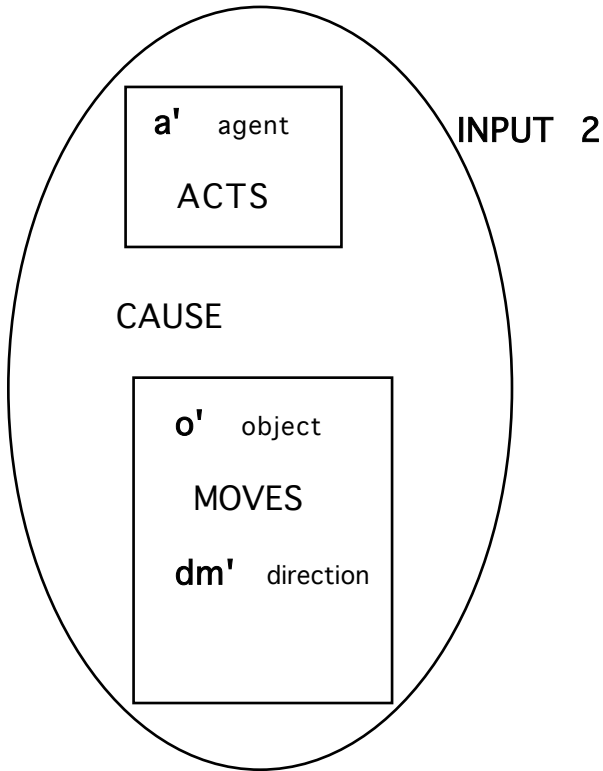 a' agent
INPUT 2
ACTS
CAUSE
o' object
MOVES
dm' direction